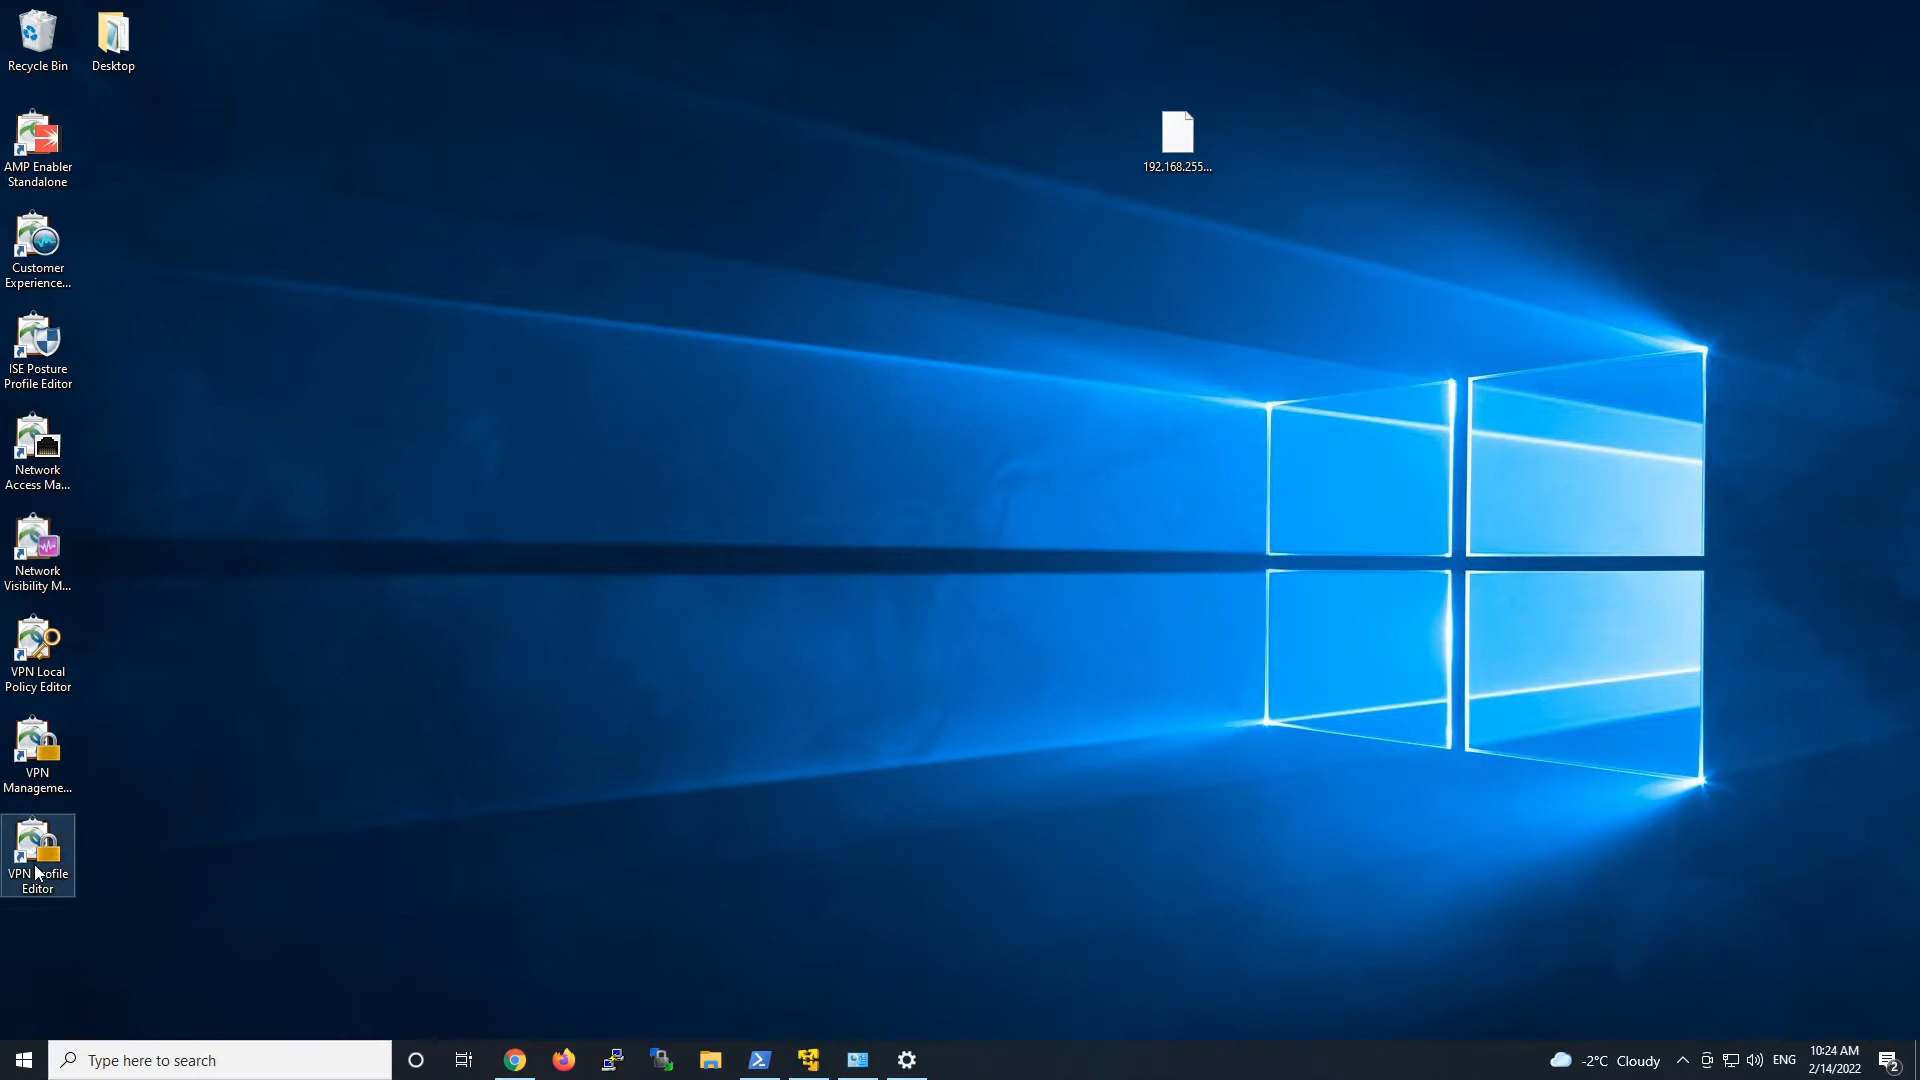 Recycle Bin
Desktop
192.168.255...
AMP Enabler
Standalone
Customer
Experience...
ISE Posture
Profile Editor
Network
Access Ma...
Network
Visibility M...
VPN Local
Policy Editor
VPN
Manageme...
VPN Profile
Editor
Type here to search
-2°C Cloudy
ENG
10:24 AM
2/14/2022
2